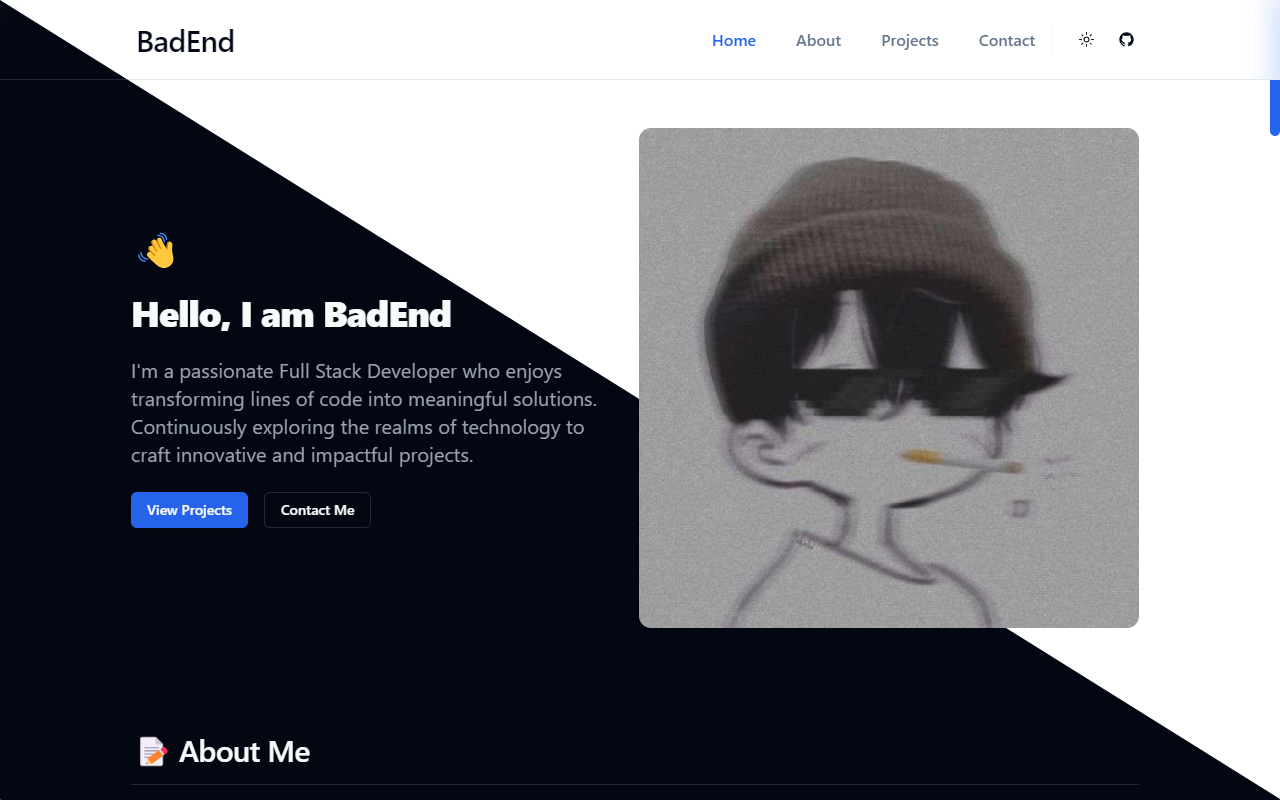 BadEnd
Home
About
Projects
Contact
Hello, I am BadEnd
I'm a passionate Full Stack Developer who enjoys
transforming lines of code into meaningful solutions.
Continuously exploring the realms of technology to
craft innovative and impactful projects.
View Projects
Contact Me
About Me